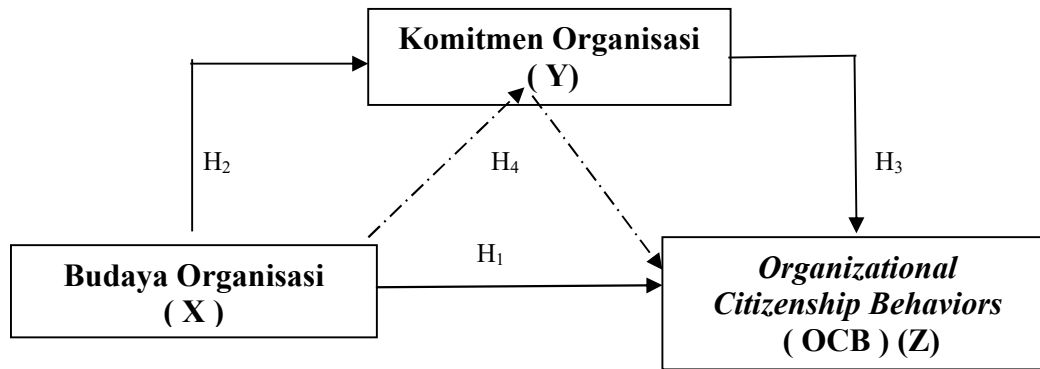 Komitmen Organisasi
( Y)
H₂
H₄
H₃
Budaya Organisasi
( X )
H₁
Organizational
Citizenship Behaviors
( OCB ) (Z)